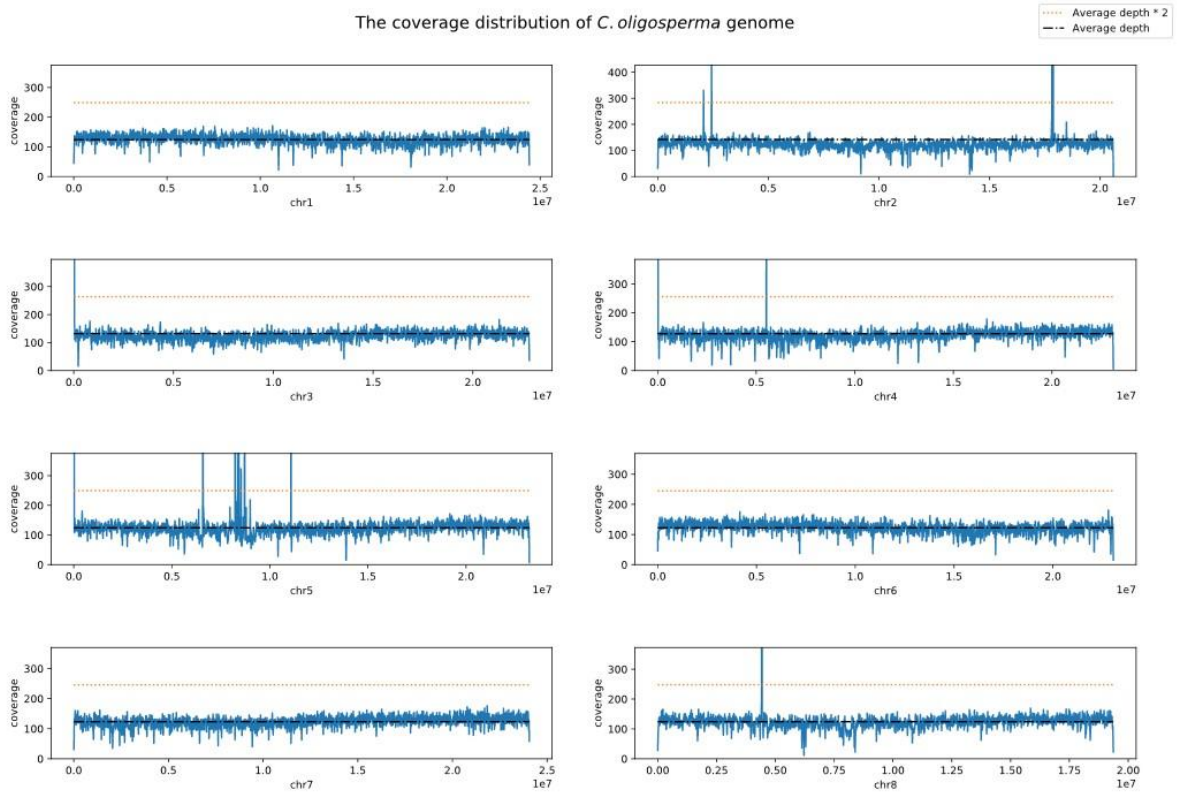 The coverage distribution of C. oligosperma genome
Average depth * 2
Average depth
coverage
300
200
100
0
0.0 0.5 1.0 1.5 2.0 2.5
1e7
chr1
coverage
400
300
200
100
0
0.0 0.5 1.0 1.5 2.0
1e7
chr2
coverage
300
200
100
0
0.0 0.5 1.0 1.5 2.0
1e7
chr3
coverage
300
200
100
0
0.0 0.5 1.0 1.5 2.0
1e7
chr4
coverage
300
200
100
0
0.0 0.5 1.0 1.5 2.0
1e7
chr5
coverage
300
200
100
0
0.0 0.5 1.0 1.5 2.0
1e7
chr6
coverage
300
200
100
0
0.0 0.5 1.0 1.5 2.0 2.5
1e7
chr7
coverage
300
200
100
0
0.00 0.25 0.50 0.75 1.00 1.25 1.50 1.75 2.00
1e7
chr8